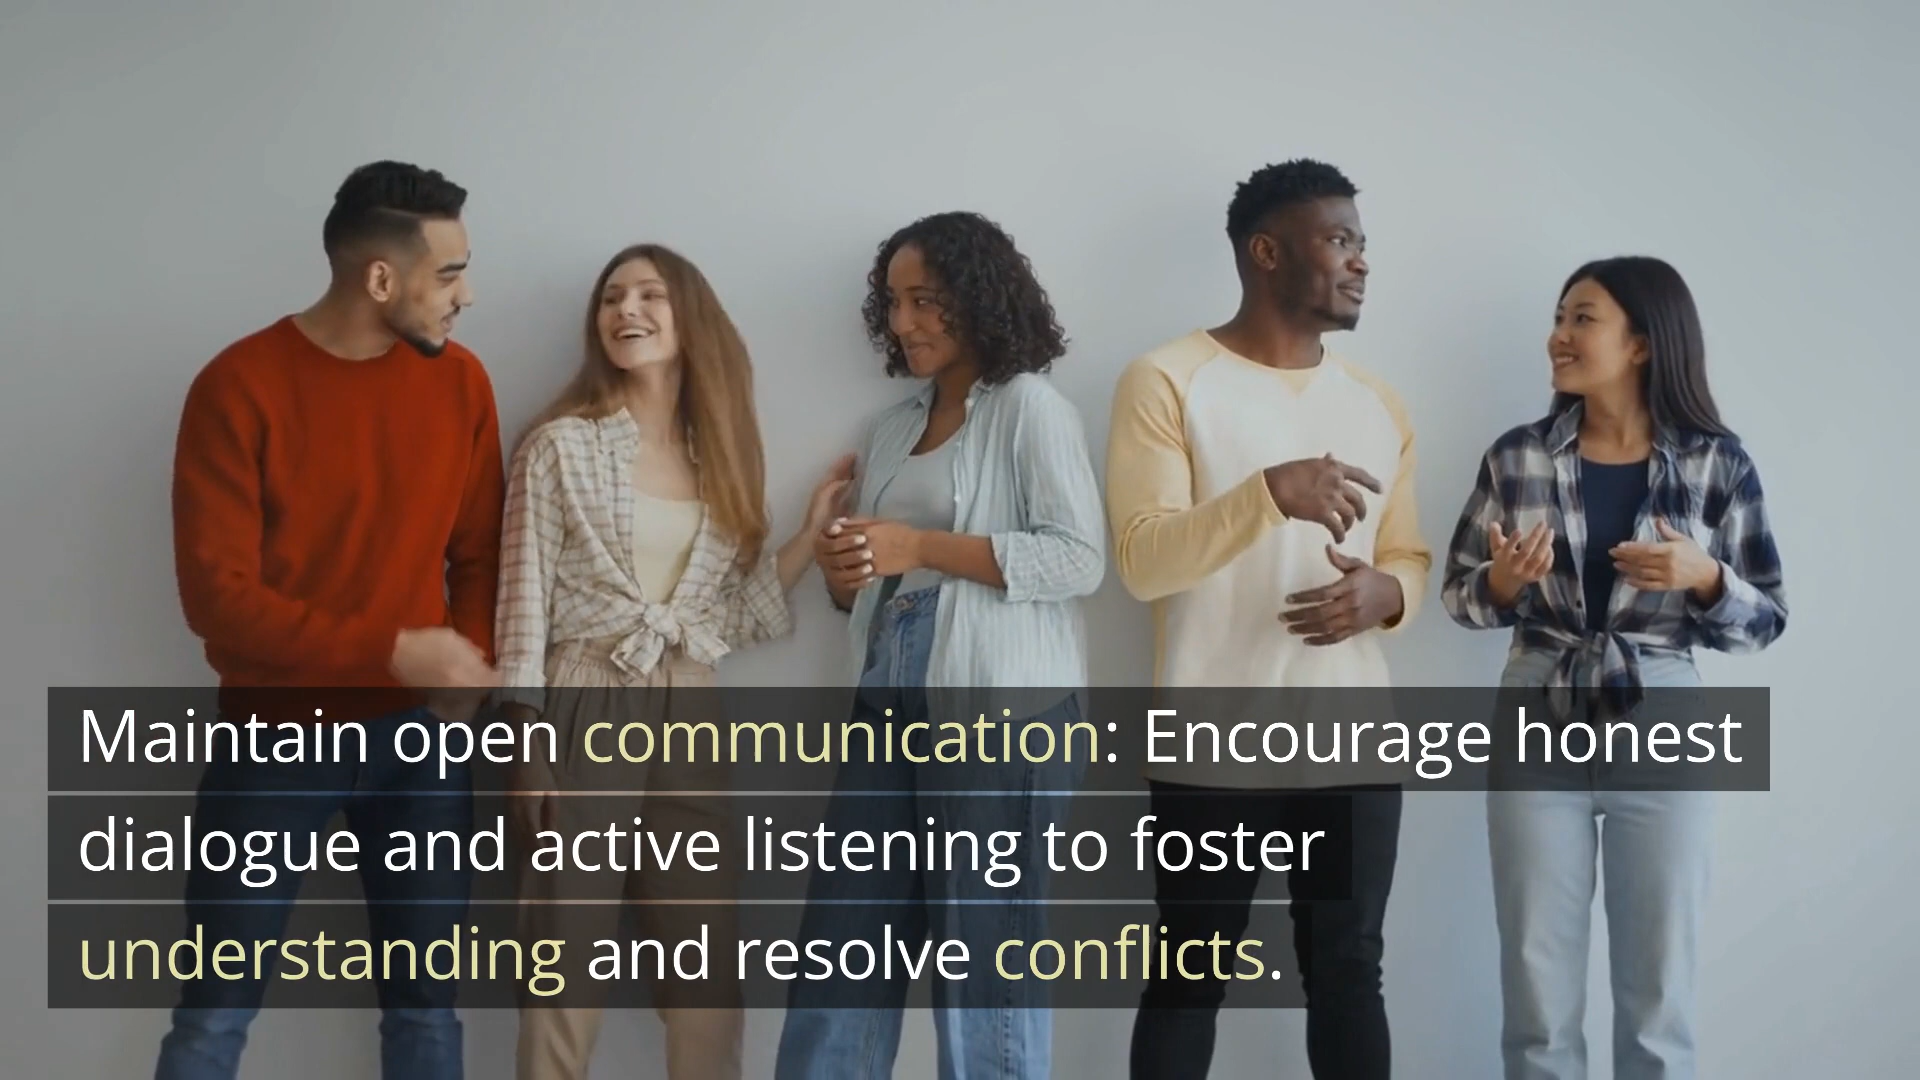 Maintain open communication: Encourage honest
dialogue and active listening to foster
understanding and resolve conflicts.